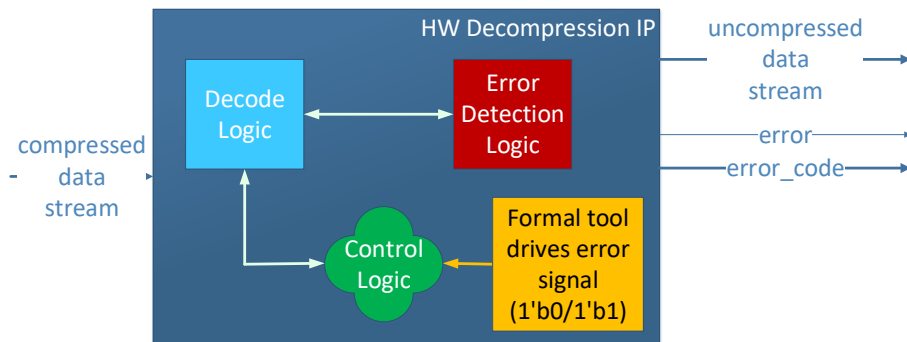 HW Decompression IP
uncompressed
data
stream
Decode
Logic
Error
Detection
Logic
error
error_code
compressed
data
stream
Control
Logic
Formal tool
drives error
signal
(1'b0/1'b1)